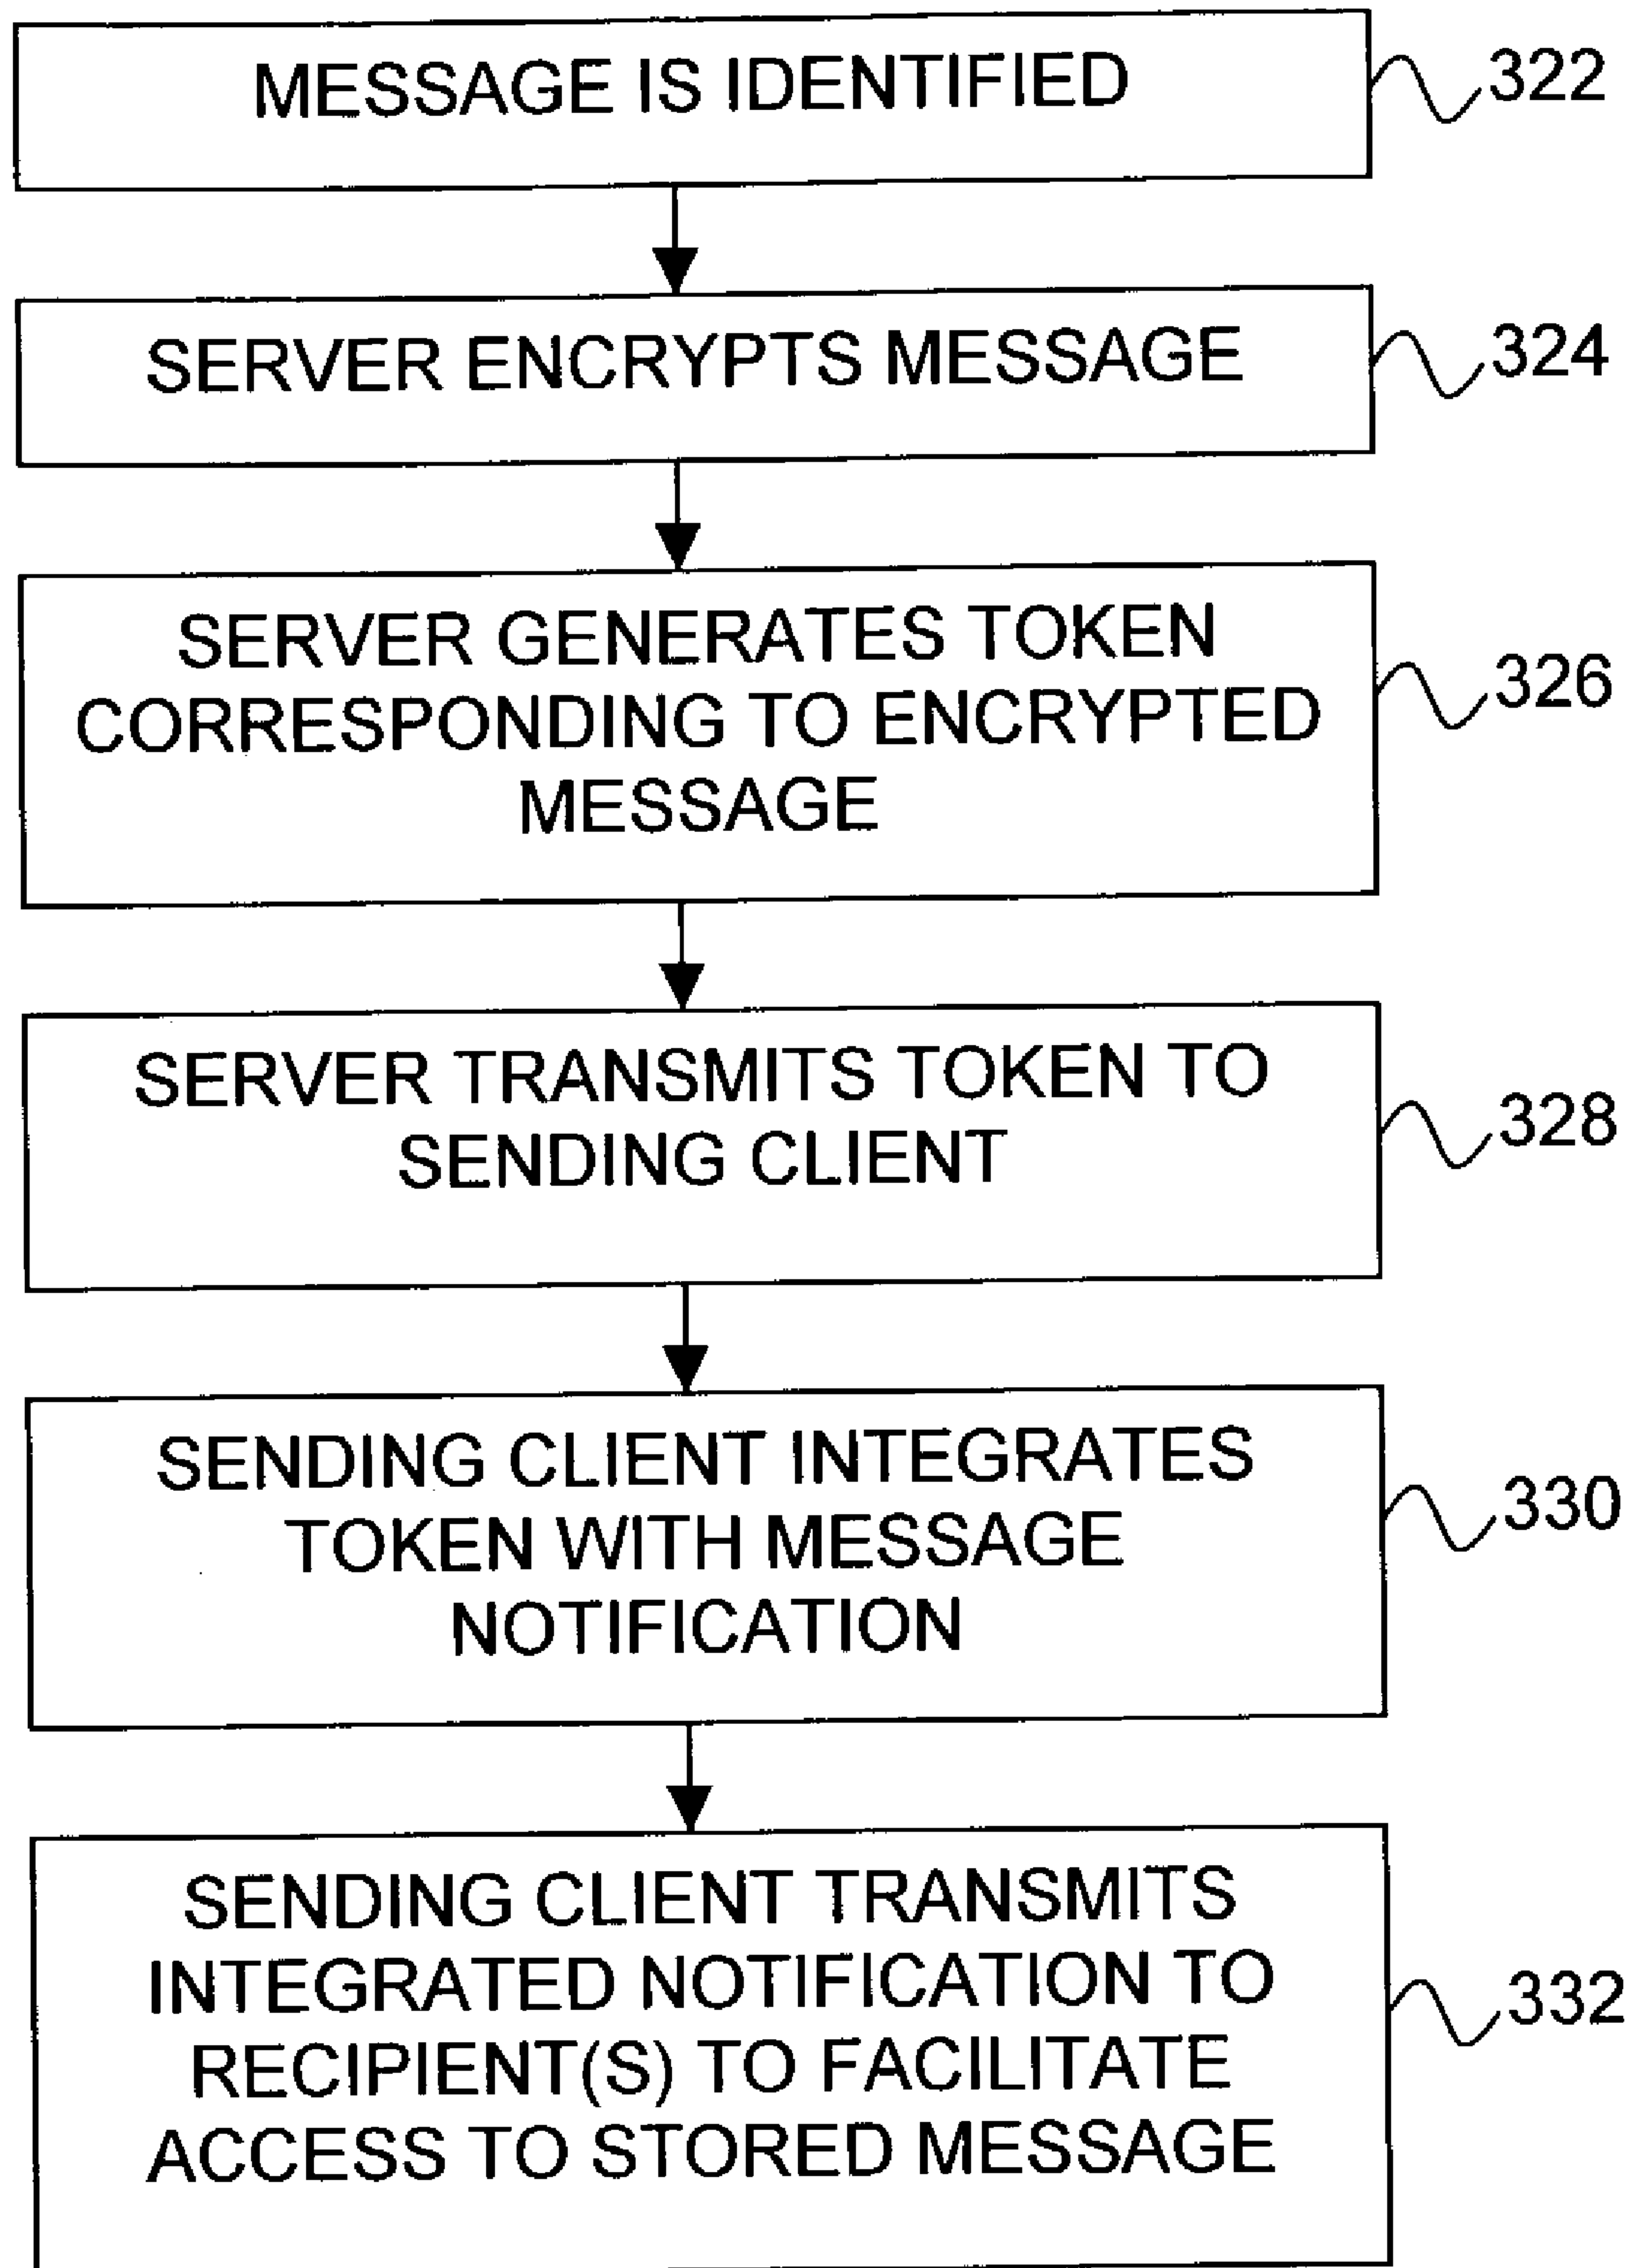 MESSAGE IS IDENTIFIED
322
SERVER ENCRYPTS MESSAGE
324
SERVER GENERATES TOKEN
CORRESPONDING TO ENCRYPTED
MESSAGE
326
SERVER TRANSMITS TOKEN TO
SENDING CLIENT
328
SENDING CLIENT INTEGRATES
TOKEN WITH MESSAGE
NOTIFICATION
330
SENDING CLIENT TRANSMITS
INTEGRATED NOTIFICATION TO
RECIPIENT(S) TO FACILITATE
ACCESS TO STORED MESSAGE
332